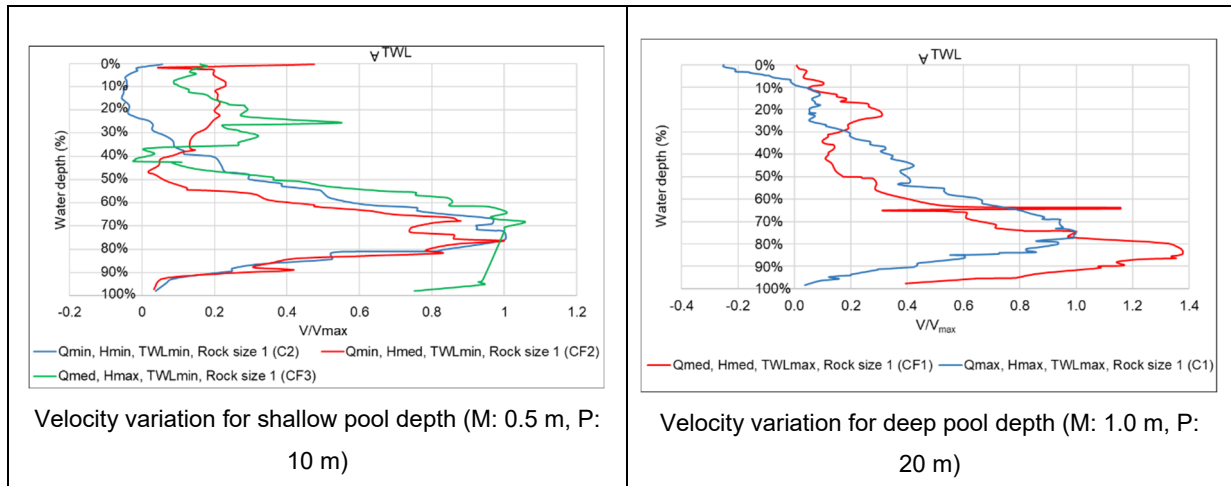 ∀ TWL
0%
10%
20%
30%
40%
50%
60%
70%
80%
90%
100%
Water depth (%)
-0.2 0 0.2 0.4 0.6 0.8 1 1.2
V/Vmax
Qmin, Hmin, TWLmin, Rock size 1 (C2) Qmin, Hmed, TWLmin, Rock size 1 (CF2)
Qmed, Hmax, TWLmin, Rock size 1 (CF3)
Velocity variation for shallow pool depth (M: 0.5 m, P:
10 m)
∀ TWL
0%
10%
20%
30%
40%
50%
60%
70%
80%
90%
100%
Water depth (%)
-0.4 -0.2 0.0 0.2 0.4 0.6 0.8 1.0 1.2 1.4
V/Vmax
Qmed, Hmed, TWLmax, Rock size 1 (CF1) Qmax, Hmax, TWLmax, Rock size 1 (C1)
Velocity variation for deep pool depth (M: 1.0 m, P:
20 m)